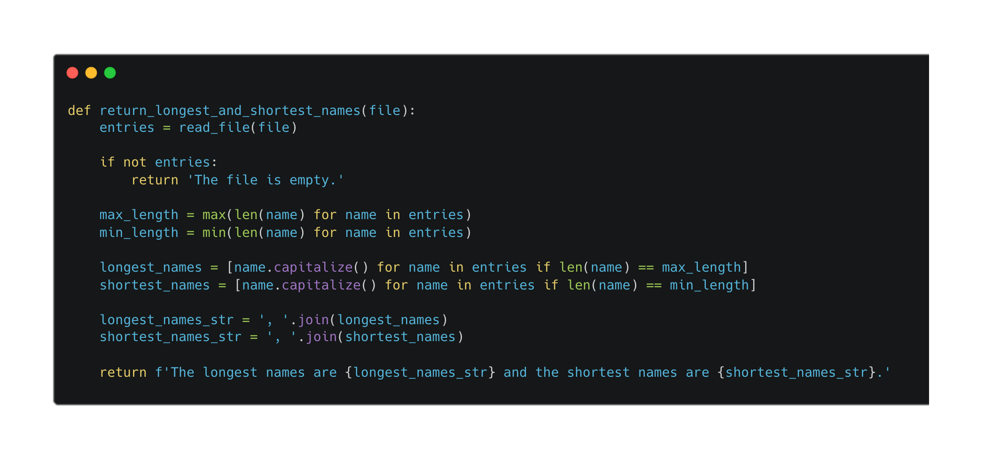 def return_longest_and_shortest_names(file):
    entries = read_file(file)

    if not entries:
        return 'The file is empty.'

    max_length = max(len(name) for name in entries)
    min_length = min(len(name) for name in entries)

    longest_names = [name.capitalize() for name in entries if len(name) == max_length]
    shortest_names = [name.capitalize() for name in entries if len(name) == min_length]

    longest_names_str = ', '.join(longest_names)
    shortest_names_str = ', '.join(shortest_names)

    return f'The longest names are {longest_names_str} and the shortest names are {shortest_names_str}.'